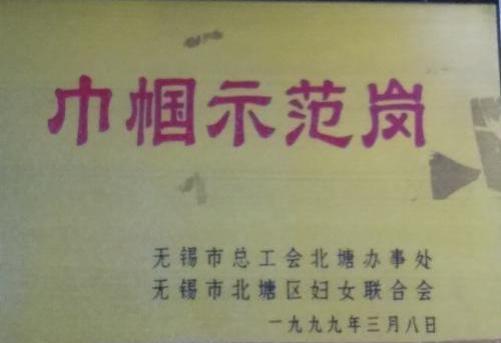 巾帼示范岗
无锡市总工会北塘办事处
无锡市北塘区妇女联合会
一九九九年三月八日